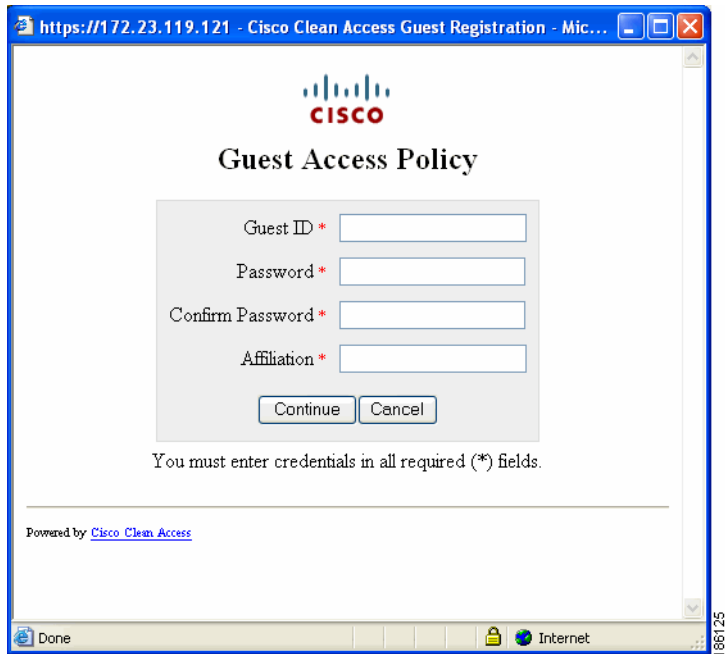 https://172.23.119.121 - Cisco Clean Access Guest Registration - Mic...
CISCO
Guest Access Policy
Guest ID *
Password *
Confirm Password *
Affiliation *
Continue Cancel
You must enter credentials in all required (*) fields.
Powered by Cisco Clean Access
Done Internet
186125